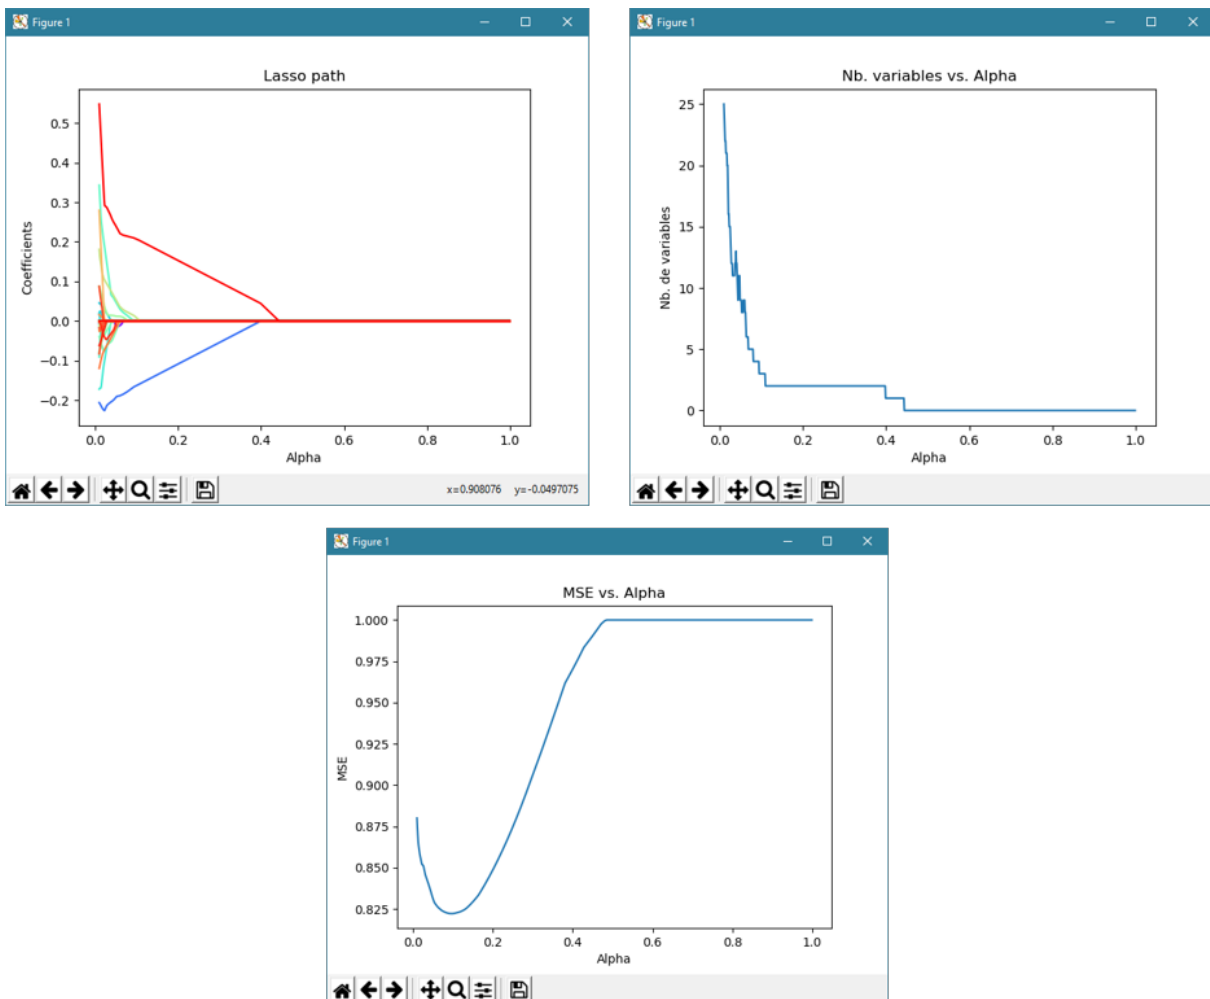 Figure 1
Lasso path
Coefficients
0.5
0.4
0.3
0.2
0.1
0.0
−0.1
−0.2
0.0 0.2 0.4 0.6 0.8 1.0
Alpha
x=0.908076 y=-0.0497075
Figure 1
Nb. variables vs. Alpha
Nb. de variables
25
20
15
10
5
0
0.0 0.2 0.4 0.6 0.8 1.0
Alpha
Figure 1
MSE vs. Alpha
MSE
1.000
0.975
0.950
0.925
0.900
0.875
0.850
0.825
0.0 0.2 0.4 0.6 0.8 1.0
Alpha